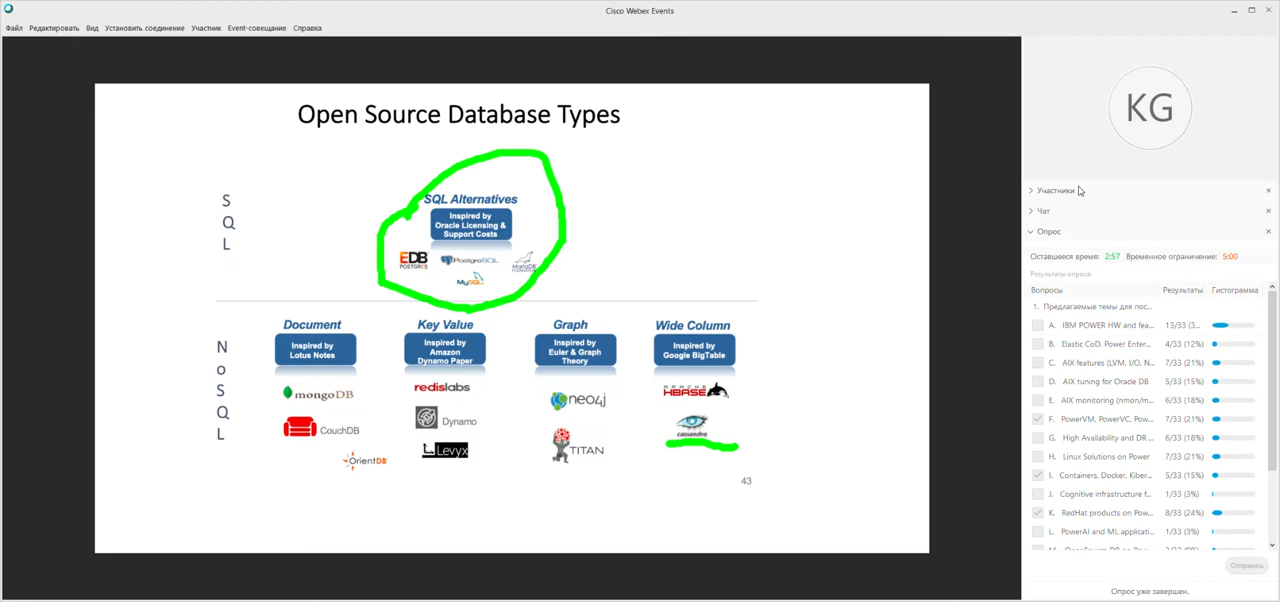 Cisco Webex Events
Файл Редактировать Вид Установить соединение Участник Event-совещание Справка
Open Source Database Types
S
Q
L
SQL Alternatives
Inspired by
Oracle Licensing &
Support Costs
EDB
POSTGRES
PostgreSQL
MariaDB
FOUNDATION
MySQL
N
o
S
Q
L
Document
Inspired by
Lotus Notes
mongoDB
CouchDB
OrientDB
Key Value
Inspired by
Amazon
Dynamo Paper
redislabs
Dynamo
Levyx
Graph
Inspired by
Euler & Graph
Theory
neo4j
TITAN
Wide Column
Inspired by
Google BigTable
APACHE
HBASE
cassandra
43
KG
Участники
Чат
Опрос
Оставшееся время: 2:57 Временное ограничение: 5:00
Результаты опроса:
Вопросы Результаты Гистограмма
1. Предлагаемые темы для пос...
A. IBM POWER HW and fea... 13/33 (3...
B. Elastic CoD, Power Enter... 4/33 (12%)
C. AIX features (LVM, I/O, N... 7/33 (21%)
D. AIX tuning for Oracle DB 5/33 (15%)
E. AIX monitoring (nmon/m... 6/33 (18%)
F. PowerVM, PowerVC, Pow... 7/33 (21%)
G. High Availability and DR ... 6/33 (18%)
H. Linux Solutions on Power 7/33 (21%)
I. Containers, Docker, Kiber... 5/33 (15%)
J. Cognitive infrastructure f... 1/33 (3%)
K. RedHat products on Pow... 8/33 (24%)
L. PowerAI and ML applicati... 1/33 (3%)
Отправить
Опрос уже завершен.